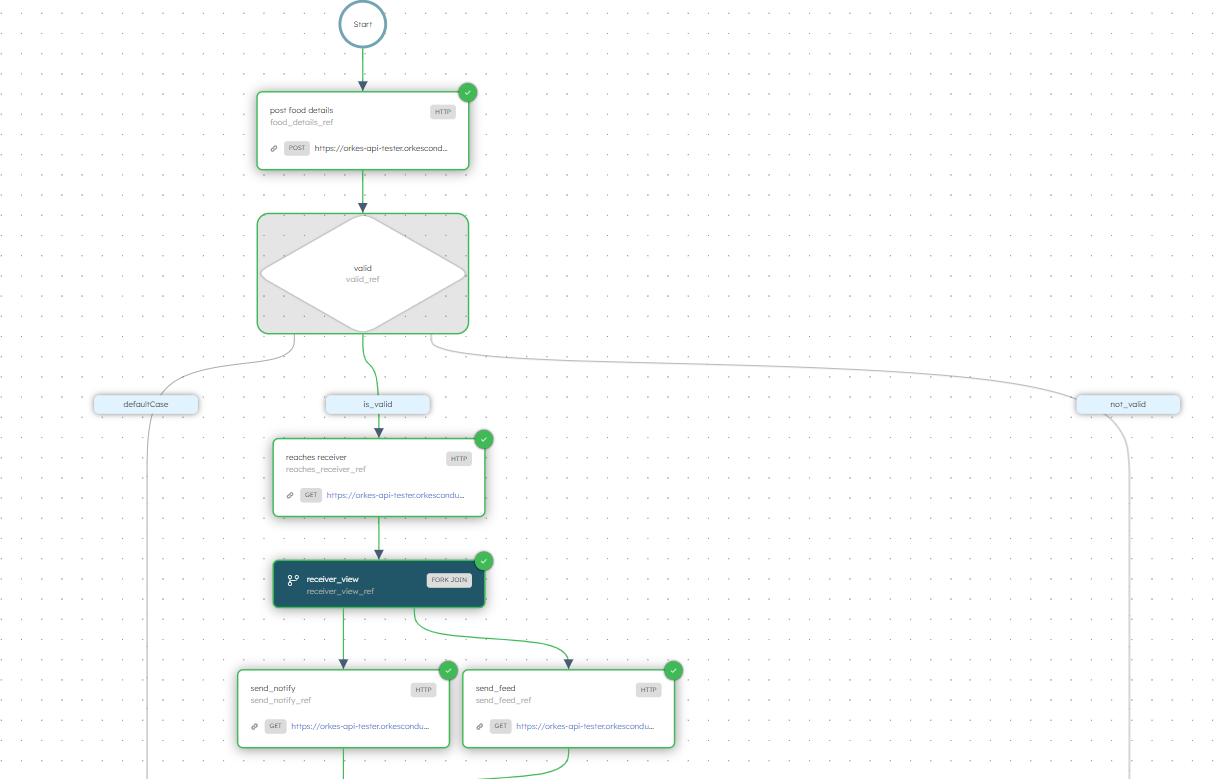 Start
post food details
HTTP
food_details_ref
POST https://orkes-api-tester.orkescond...
valid
valid_ref
defaultCase
is_valid
not_valid
reaches receiver
HTTP
reaches_receiver_ref
GET https://orkes-api-tester.orkescondu...
receiver_view
FORK JOIN
receiver_view_ref
send_notify
HTTP
send_notify_ref
GET https://orkes-api-tester.orkescondu...
send_feed
HTTP
send_feed_ref
GET https://orkes-api-tester.orkescondu...